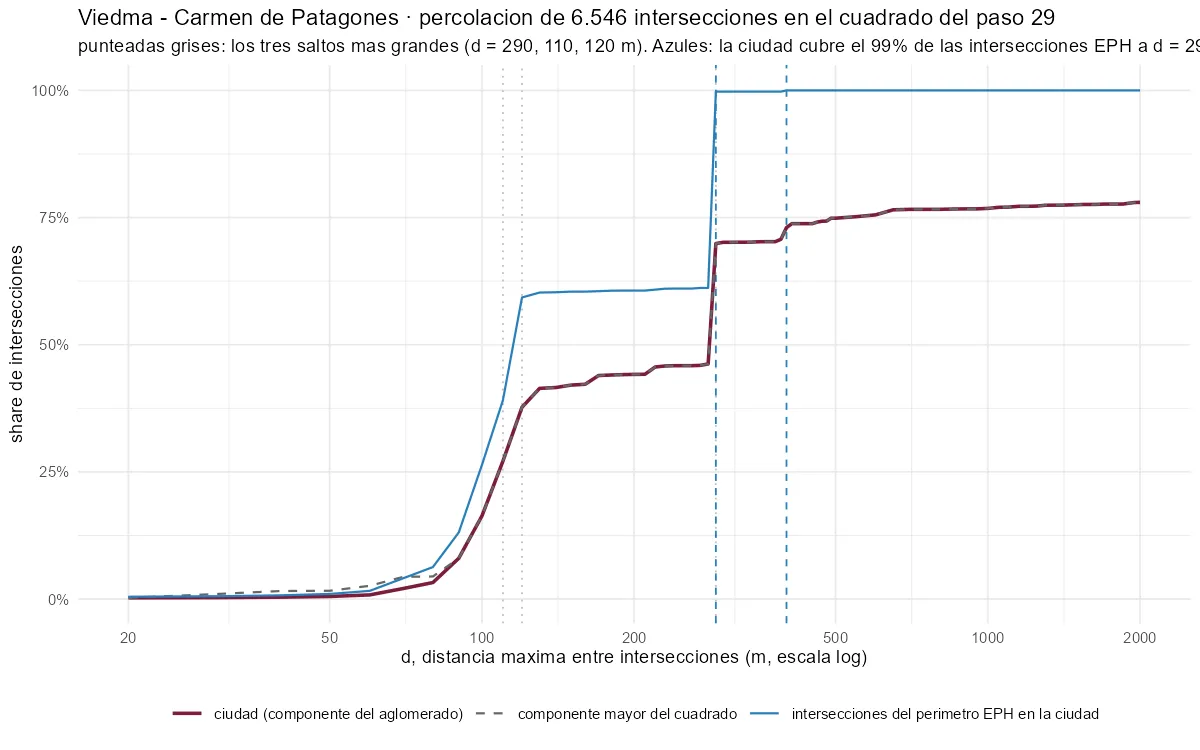 Viedma - Carmen de Patagones · percolacion de 6.546 intersecciones en el cuadrado del paso 29
punteadas grises: los tres saltos mas grandes (d = 290, 110, 120 m). Azules: la ciudad cubre el 99% de las intersecciones EPH a d = 29
100%
75%
50%
25%
0%
share de intersecciones
20 50 100 200 500 1000 2000
d, distancia maxima entre intersecciones (m, escala log)
ciudad (componente del aglomerado) componente mayor del cuadrado intersecciones del perimetro EPH en la ciudad